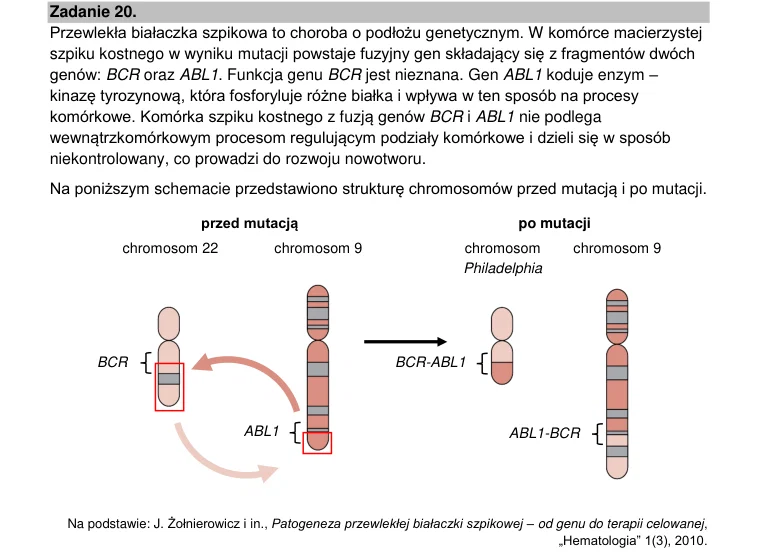 Zadanie 20.
Przewlekła białaczka szpikowa to choroba o podłożu genetycznym. W komórce macierzystej
szpiku kostnego w wyniku mutacji powstaje fuzyjny gen składający się z fragmentów dwóch
genów: BCR oraz ABL1. Funkcja genu BCR jest nieznana. Gen ABL1 koduje enzym –
kinazę tyrozynową, która fosforyluje różne białka i wpływa w ten sposób na procesy
komórkowe. Komórka szpiku kostnego z fuzją genów BCR i ABL1 nie podlega
wewnątrzkomórkowym procesom regulującym podziały komórkowe i dzieli się w sposób
niekontrolowany, co prowadzi do rozwoju nowotworu.
Na poniższym schemacie przedstawiono strukturę chromosomów przed mutacją i po mutacji.
przed mutacją po mutacji
chromosom 22 chromosom 9 chromosom chromosom 9
Philadelphia
BCR BCR-ABL1
ABL1 ABL1-BCR
Na podstawie: J. Żołnierowicz i in., Patogeneza przewlekłej białaczki szpikowej – od genu do terapii celowanej,
„Hematologia” 1(3), 2010.